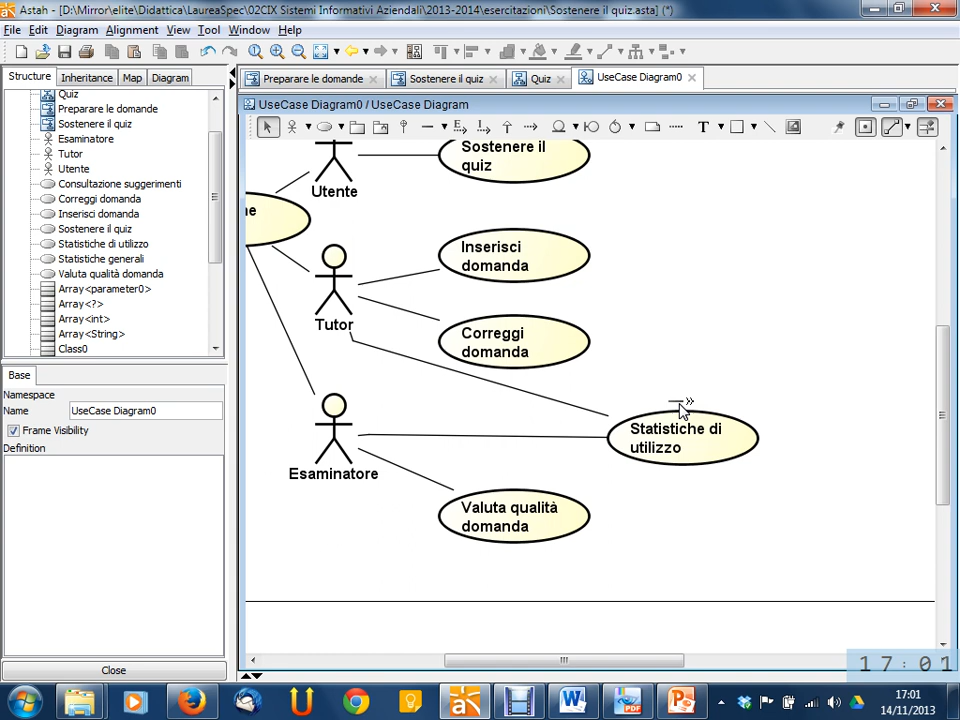 Astah - [D:\Mirror\elite\Didattica\LaureaSpec\02CIX Sistemi Informativi Aziendali\2013-2014\esercitazioni\Sostenere il quiz.asta] (*)
File Edit Diagram Alignment View Tool Window Help
Structure Inheritance Map Diagram
Preparare le domande Sostenere il quiz Quiz UseCase Diagram0
Quiz
Preparare le domande
Sostenere il quiz
Esaminatore
Tutor
Utente
Consultazione suggerimenti
Correggi domanda
Inserisci domanda
Sostenere il quiz
Statistiche di utilizzo
Statistiche generali
Valuta qualità domanda
Array<parameter0>
Array<?>
Array<int>
Array<String>
Class0
Base
Namespace
Name UseCase Diagram0
Frame Visibility
Definition
Close
UseCase Diagram0 / UseCase Diagram
Sostenere il
quiz
Utente
ne
Inserisci
domanda
Tutor
Correggi
domanda
Statistiche di
utilizzo
Esaminatore
Valuta qualità
domanda
17:01
17:01
14/11/2013